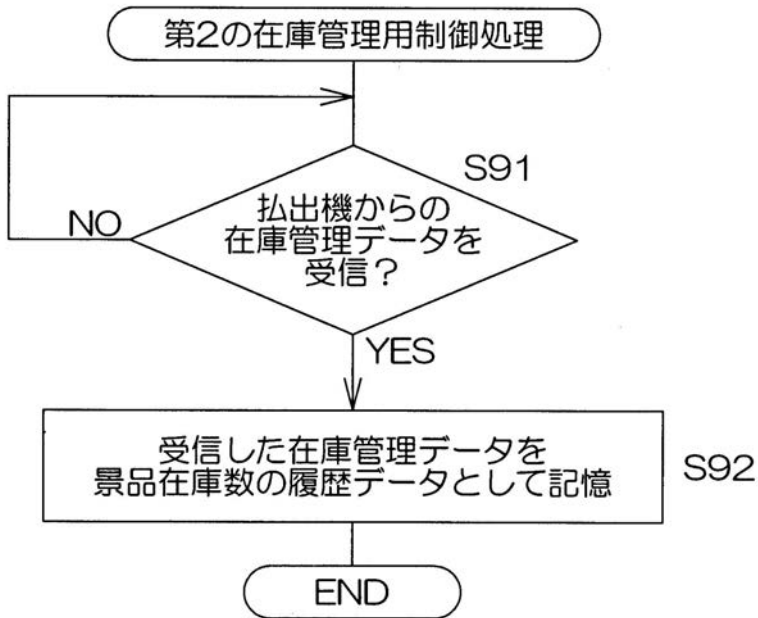 第2の在庫管理用制御処理
S91
払出機からの
在庫管理データを
受信？
NO
YES
受信した在庫管理データを
景品在庫数の履歴データとして記憶
S92
END